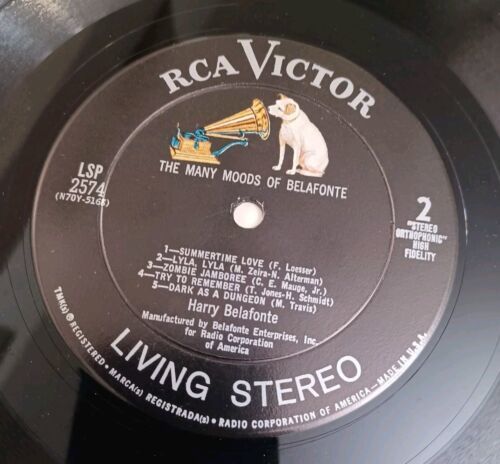 RCA VICTOR
THE MANY MOODS OF BELAFONTE
LSP
2574
(N7OY-5168)
2
"STEREO
ORTHOPHONIC"
HIGH
FIDELITY
1—SUMMERTIME LOVE (F. Loesser)
2—LYLA, LYLA (M. Zeira-N. Alterman)
3—ZOMBIE JAMBOREE (C. E. Mauge, Jr.)
4—TRY TO REMEMBER (T. Jones-H. Schmidt)
5—DARK AS A DUNGEON (M. Travis)
Harry Belafonte
Manufactured by Belafonte Enterprises, Inc.
for Radio Corporation
of America
LIVING STEREO
TMK(s) ® REGISTERED • MARCA(s) REGISTRADA(s) • RADIO CORPORATION OF AMERICA—MADE IN U.S.A.